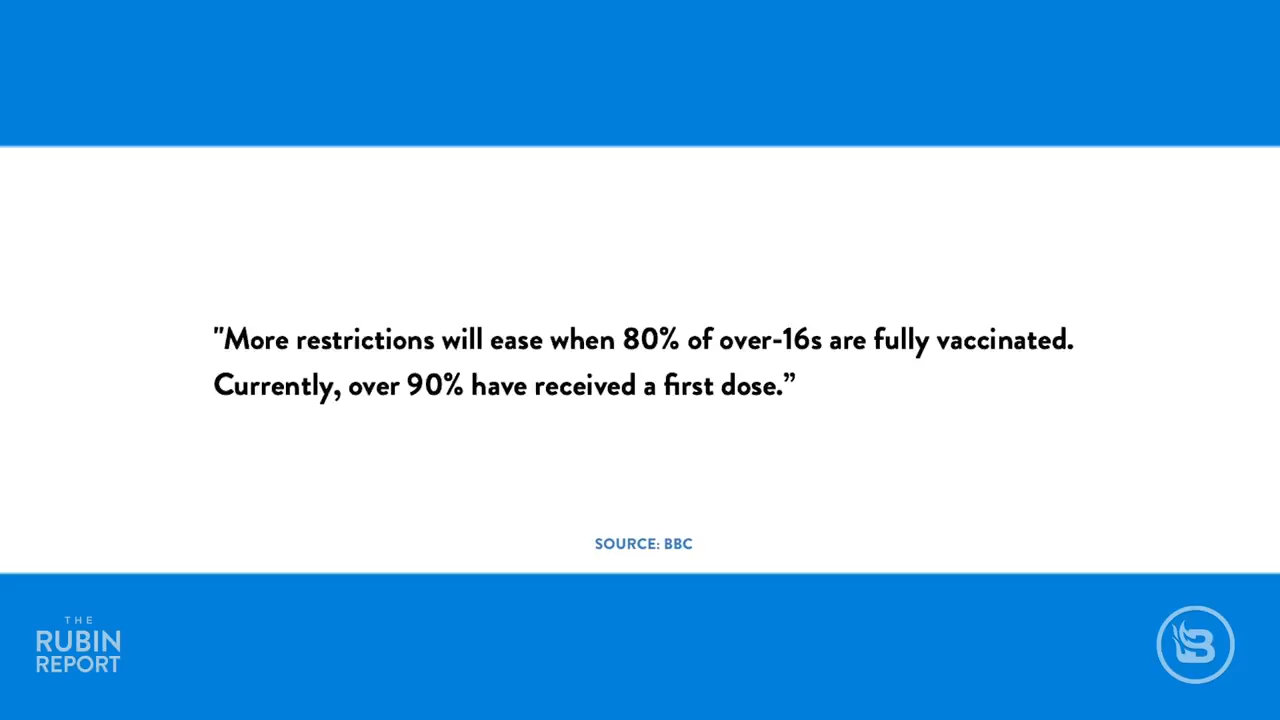 "More restrictions will ease when 80% of over-16s are fully vaccinated.
Currently, over 90% have received a first dose.”
SOURCE: BBC
THE
RUBIN
REPORT
B